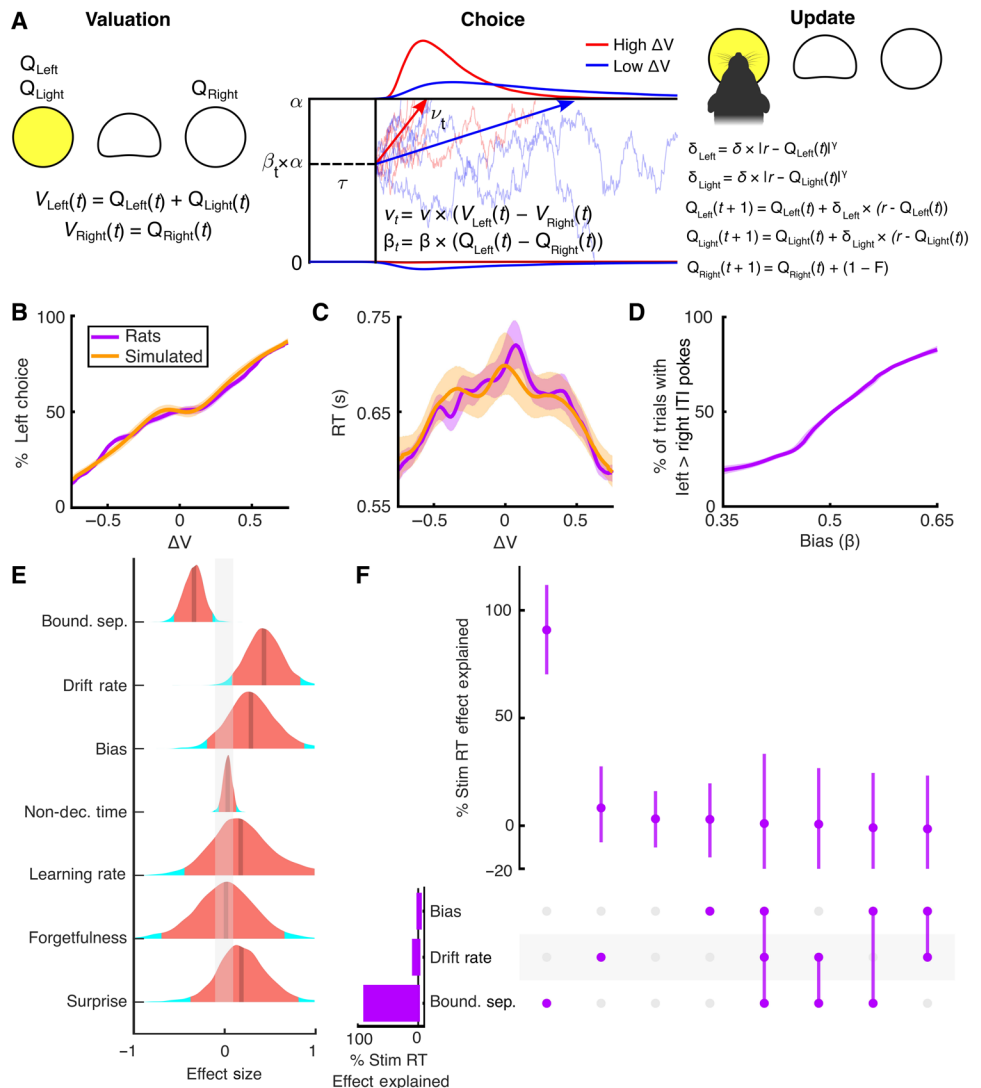 A
Valuation
Choice
Update
Q_Left
Q_Light
Q_Right
V_Left(t) = Q_Left(t) + Q_Light(t)
V_Right(t) = Q_Right(t)
High ΔV
Low ΔV
α
β_t×α
τ
0
ν_t
v_t = v × (V_Left(t) − V_Right(t)
β_t = β × (Q_Left(t) − Q_Right(t))
δ_Left = δ × |r − Q_Left(t)|^γ
δ_Light = δ × |r − Q_Right(t)|^γ
Q_Left(t + 1) = Q_Left(t) + δ_Left × (r - Q_Left(t))
Q_Light(t + 1) = Q_Light(t) + δ_Light × (r - Q_Light(t))
Q_Right(t + 1) = Q_Right(t) + (1 − F)
B
100
50
0
% Left choice
Rats
Simulated
−0.5
0
0.5
ΔV
C
0.75
0.65
0.55
RT (s)
−0.5
0
0.5
ΔV
D
100
50
0
% of trials with
left > right ITI pokes
0.35
0.5
0.65
Bias (β)
E
Bound. sep.
Drift rate
Bias
Non-dec. time
Learning rate
Forgetfulness
Surprise
−1
0
1
Effect size
F
100
50
0
−20
% Stim RT effect explained
Bias
Drift rate
Bound. sep.
100
0
% Stim RT
Effect explained